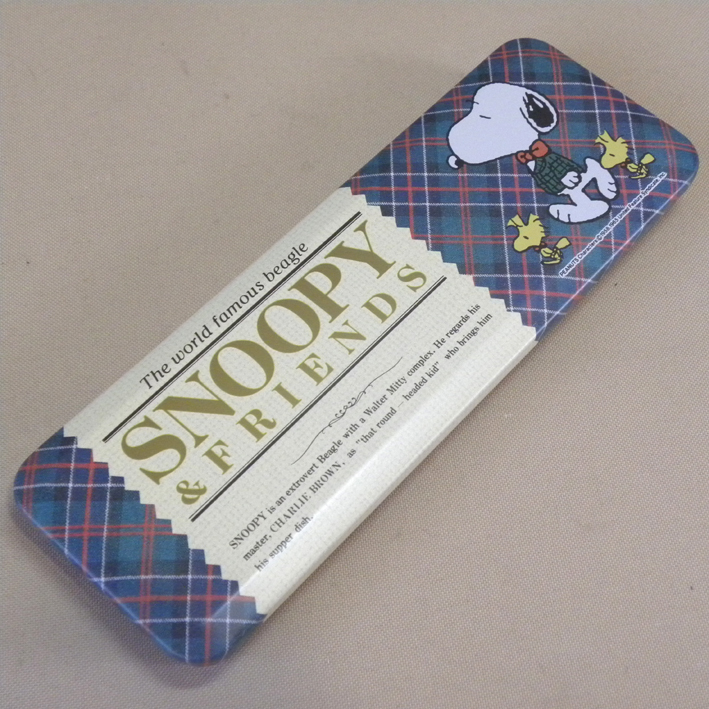 The world famous beagle
SNOOPY
& FRIENDS
SNOOPY is an extrovert Beagle with a Walter Mitty complex. He regards his
master, CHARLIE BROWN, as "that round - headed kid" who brings him
his supper dish.